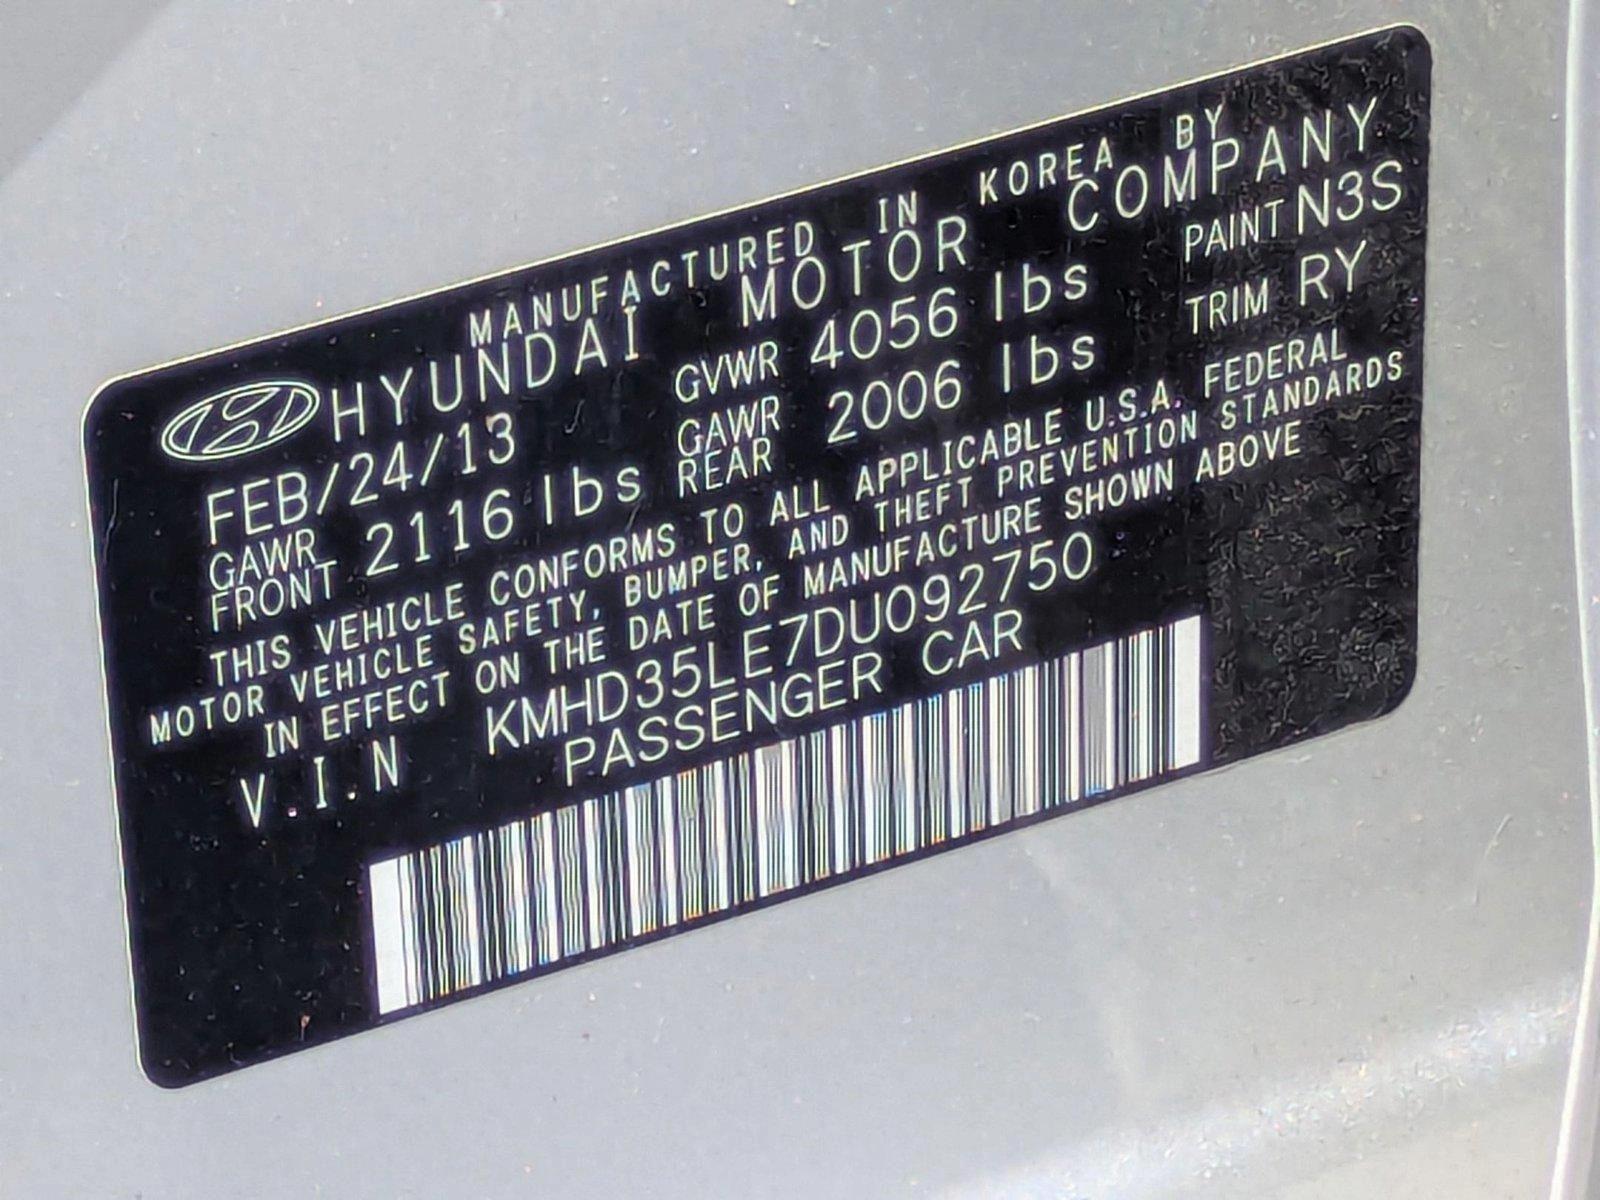 MANUFACTURED IN KOREA BY
HYUNDAI MOTOR COMPANY
FEB/24/13 GVWR 4056 lbs PAINT N3S
GAWR FRONT 2116 lbs GAWR REAR 2006 lbs TRIM RY
THIS VEHICLE CONFORMS TO ALL APPLICABLE U.S.A. FEDERAL
MOTOR VEHICLE SAFETY, BUMPER, AND THEFT PREVENTION STANDARDS
IN EFFECT ON THE DATE OF MANUFACTURE SHOWN ABOVE
V.I.N KMHD35LE7DU092750
PASSENGER CAR